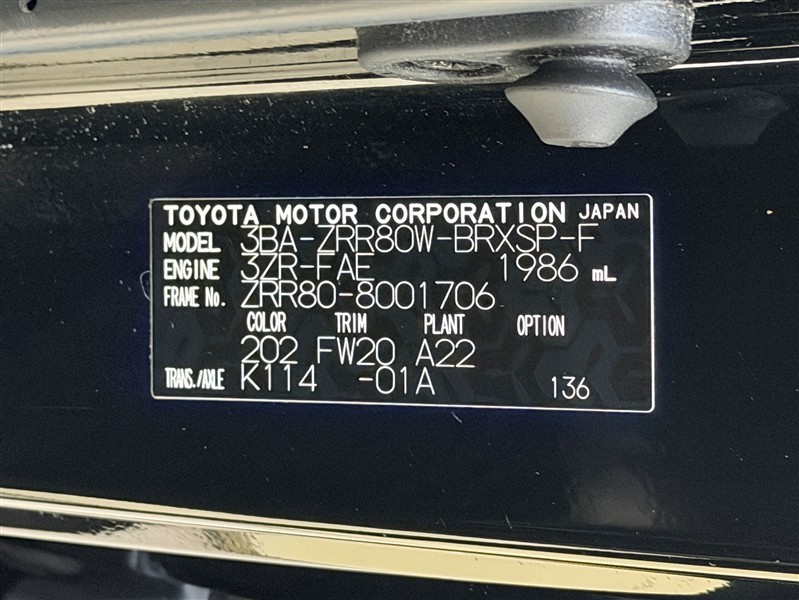 TOYOTA MOTOR CORPORATION JAPAN
MODEL 3BA-ZRR80W-BRXSP-F
ENGINE 3ZR-FAE 1986 mL
FRAME No. ZRR80-8001706
COLOR TRIM PLANT OPTION
202 FW20 A22
TRANS./AXLE K114 -01A 136